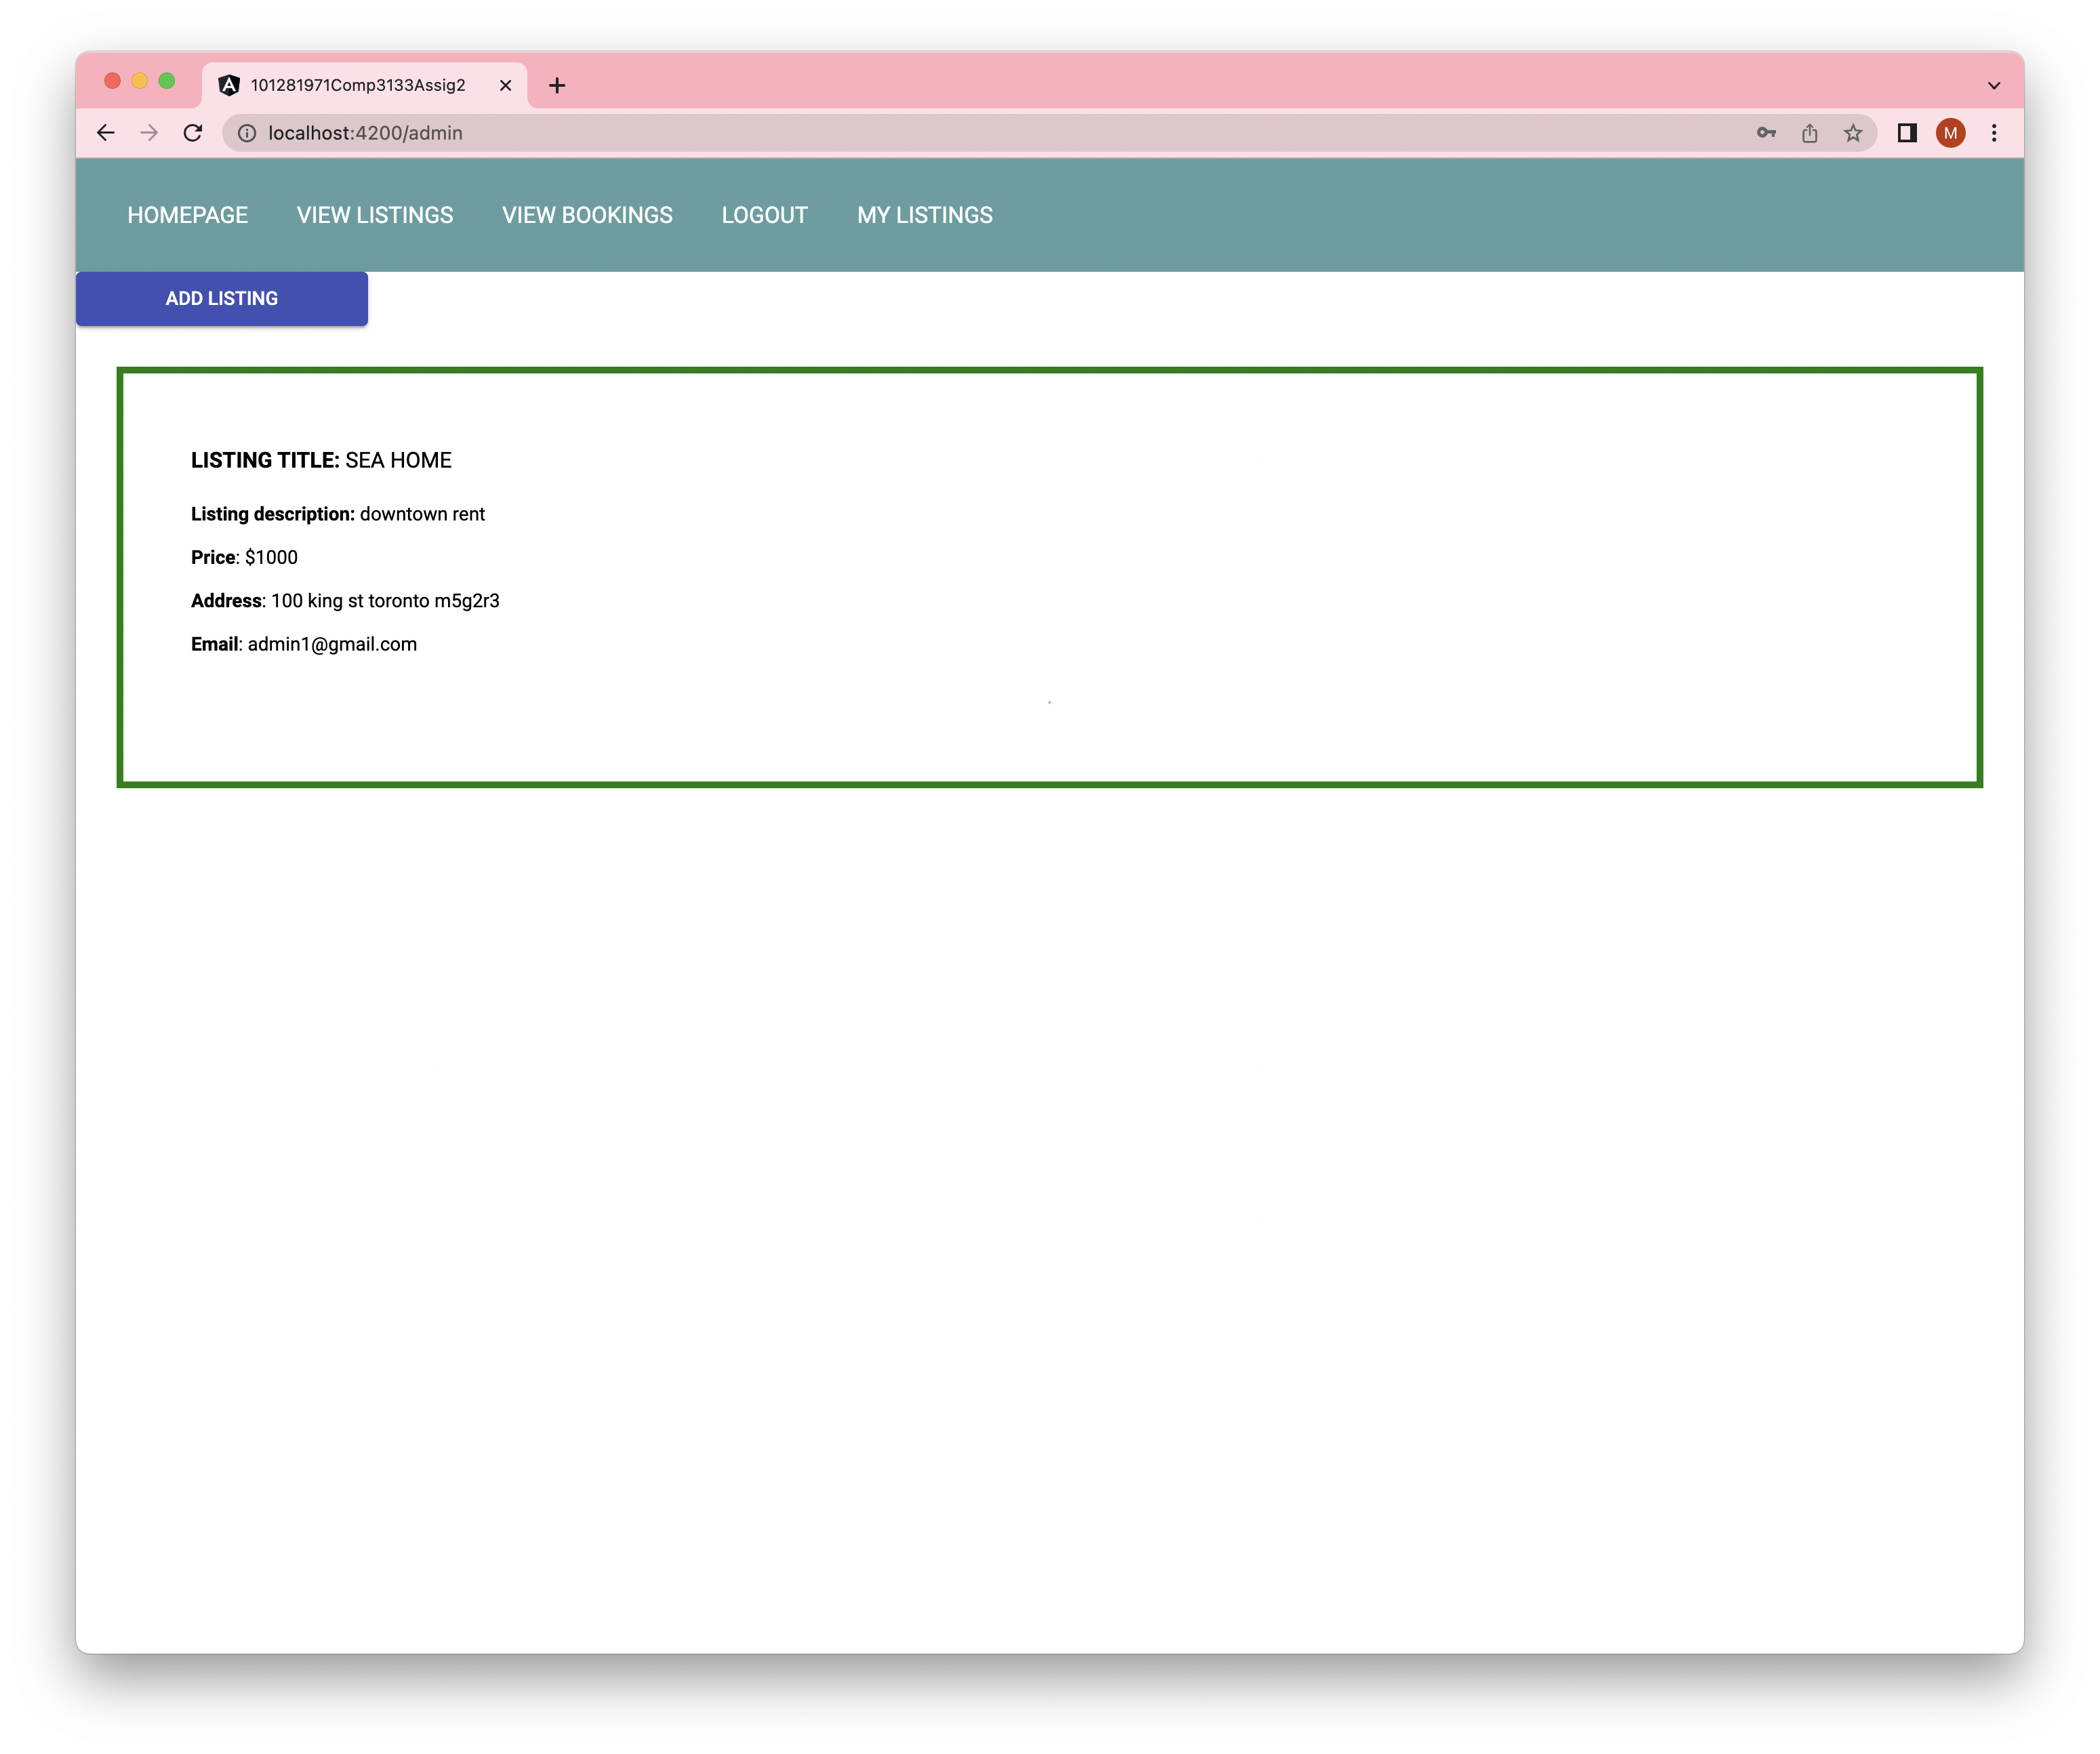 101281971Comp3133Assig2
localhost:4200/admin
M
HOMEPAGE VIEW LISTINGS VIEW BOOKINGS LOGOUT MY LISTINGS
ADD LISTING
LISTING TITLE: SEA HOME
Listing description: downtown rent
Price: $1000
Address: 100 king st toronto m5g2r3
Email: admin1@gmail.com